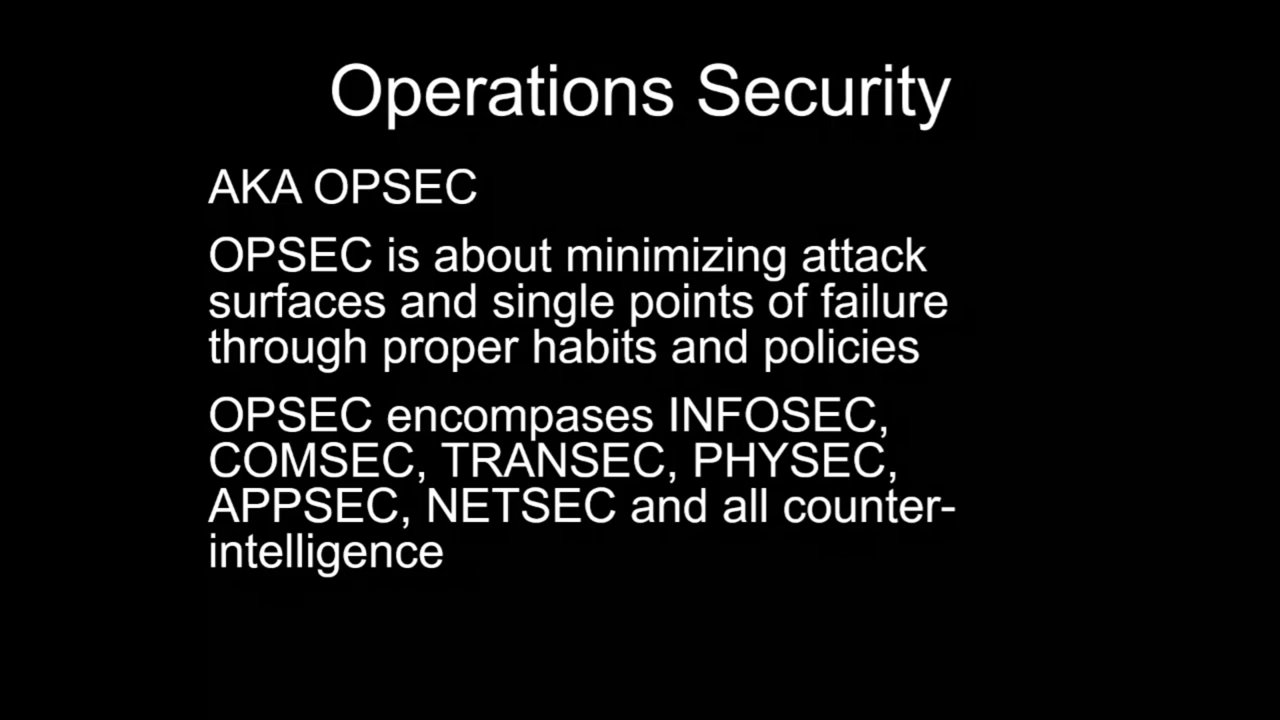 Operations Security
AKA OPSEC
OPSEC is about minimizing attack
surfaces and single points of failure
through proper habits and policies
OPSEC encompases INFOSEC,
COMSEC, TRANSEC, PHYSEC,
APPSEC, NETSEC and all counter-
intelligence